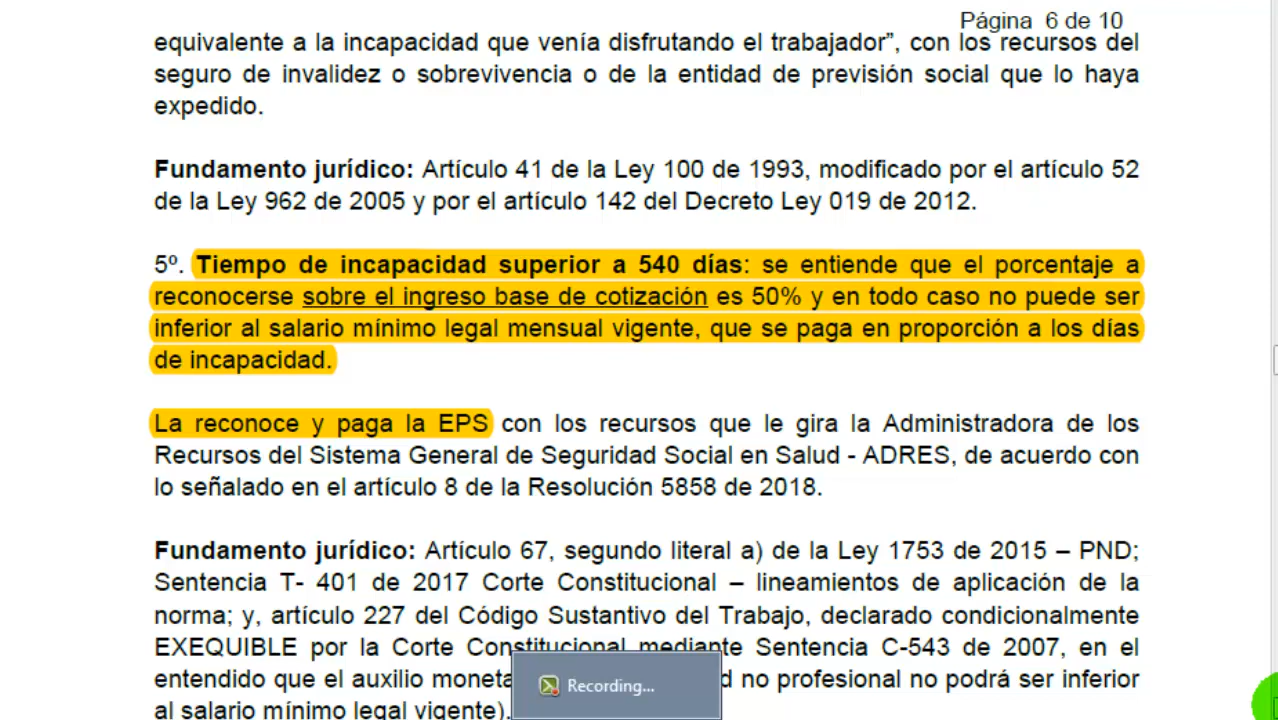 Página 6 de 10
equivalente a la incapacidad que venía disfrutando el trabajador”, con los recursos del
seguro de invalidez o sobrevivencia o de la entidad de previsión social que lo haya
expedido.
Fundamento jurídico: Artículo 41 de la Ley 100 de 1993, modificado por el artículo 52
de la Ley 962 de 2005 y por el artículo 142 del Decreto Ley 019 de 2012.
5º. Tiempo de incapacidad superior a 540 días: se entiende que el porcentaje a
reconocerse sobre el ingreso base de cotización es 50% y en todo caso no puede ser
inferior al salario mínimo legal mensual vigente, que se paga en proporción a los días
de incapacidad.
La reconoce y paga la EPS con los recursos que le gira la Administradora de los
Recursos del Sistema General de Seguridad Social en Salud - ADRES, de acuerdo con
lo señalado en el artículo 8 de la Resolución 5858 de 2018.
Fundamento jurídico: Artículo 67, segundo literal a) de la Ley 1753 de 2015 – PND;
Sentencia T- 401 de 2017 Corte Constitucional – lineamientos de aplicación de la
norma; y, artículo 227 del Código Sustantivo del Trabajo, declarado condicionalmente
EXEQUIBLE por la Corte Constitucional mediante Sentencia C-543 de 2007, en el
entendido que el auxilio no profesional no podrá ser inferior
al salario mínimo legal vigente).
Recording...